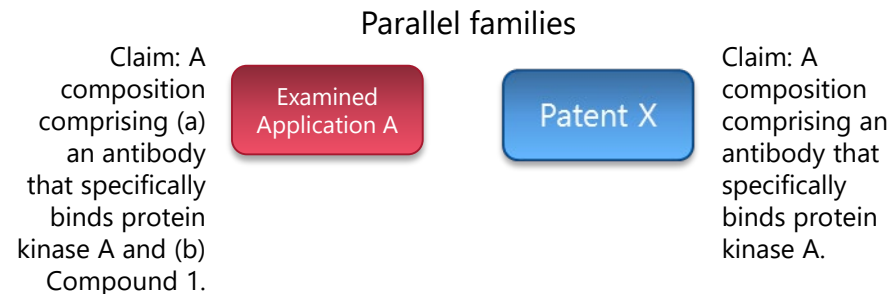 Parallel families
Claim: A
composition
comprising (a)
an antibody
that specifically
binds protein
kinase A and (b)
Compound 1.
Examined
Application A
Patent X
Claim: A
composition
comprising an
antibody that
specifically
binds protein
kinase A.